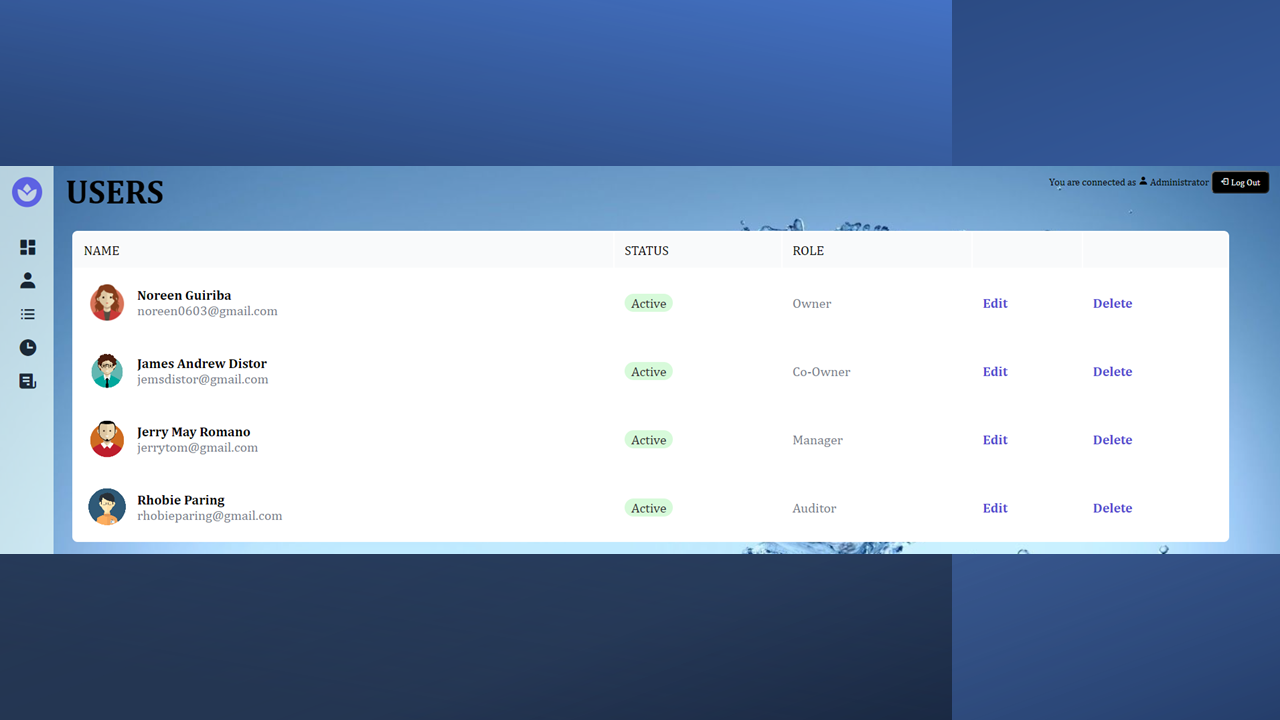 USERS
You are connected as Administrator Log Out
NAME STATUS ROLE
Noreen Guiriba
noreen0603@gmail.com
Active Owner Edit Delete
James Andrew Distor
jemsdistor@gmail.com
Active Co-Owner Edit Delete
Jerry May Romano
jerrytom@gmail.com
Active Manager Edit Delete
Rhobie Paring
rhobieparing@gmail.com
Active Auditor Edit Delete